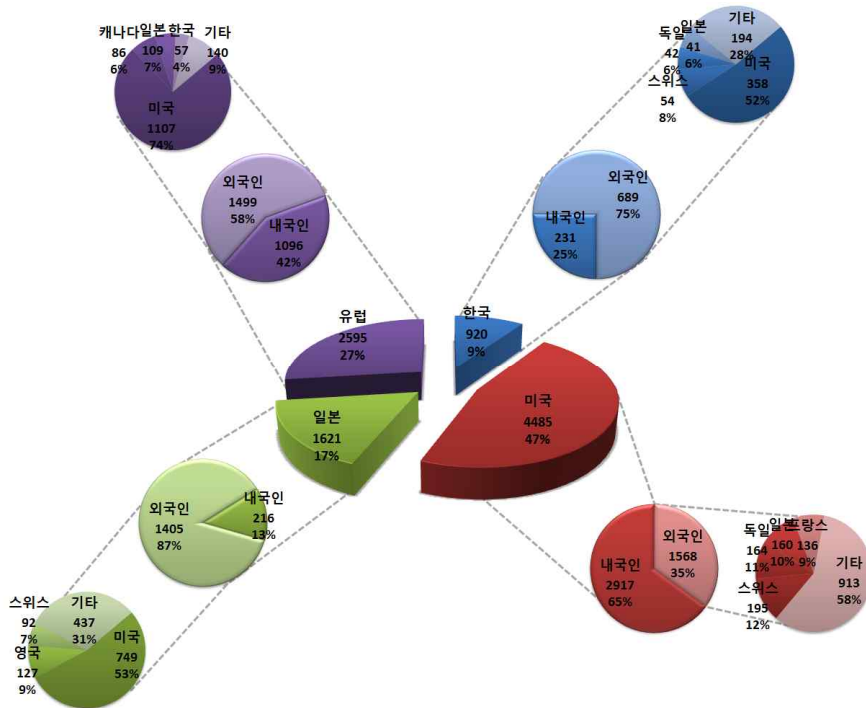 캐나다
86
6%
일본
109
7%
한국
57
4%
기타
140
9%
미국
1107
74%
외국인
1499
58%
내국인
1096
42%
유럽
2595
27%
독일
42
6%
일본
41
6%
기타
194
28%
미국
358
52%
스위스
54
8%
외국인
689
75%
내국인
231
25%
한국
920
9%
일본
1621
17%
미국
4485
47%
외국인
1405
87%
내국인
216
13%
스위스
92
7%
기타
437
31%
미국
749
53%
영국
127
9%
내국인
2917
65%
외국인
1568
35%
독일
164
11%
일본
160
10%
프랑스
136
9%
기타
913
58%
스위스
195
12%